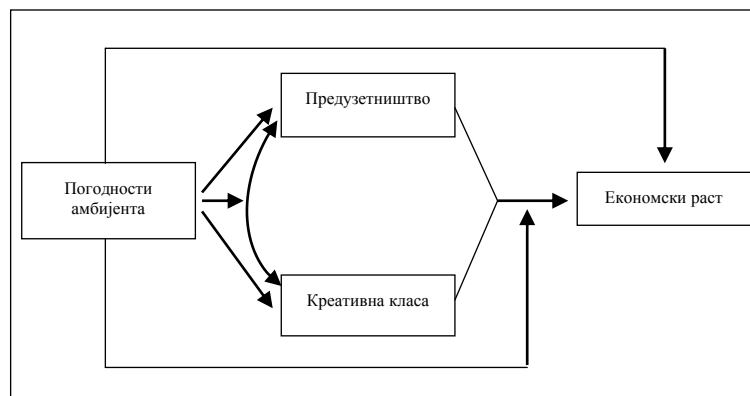 Предузетништво
Погодности
амбијента
Економски раст
Креативна класа